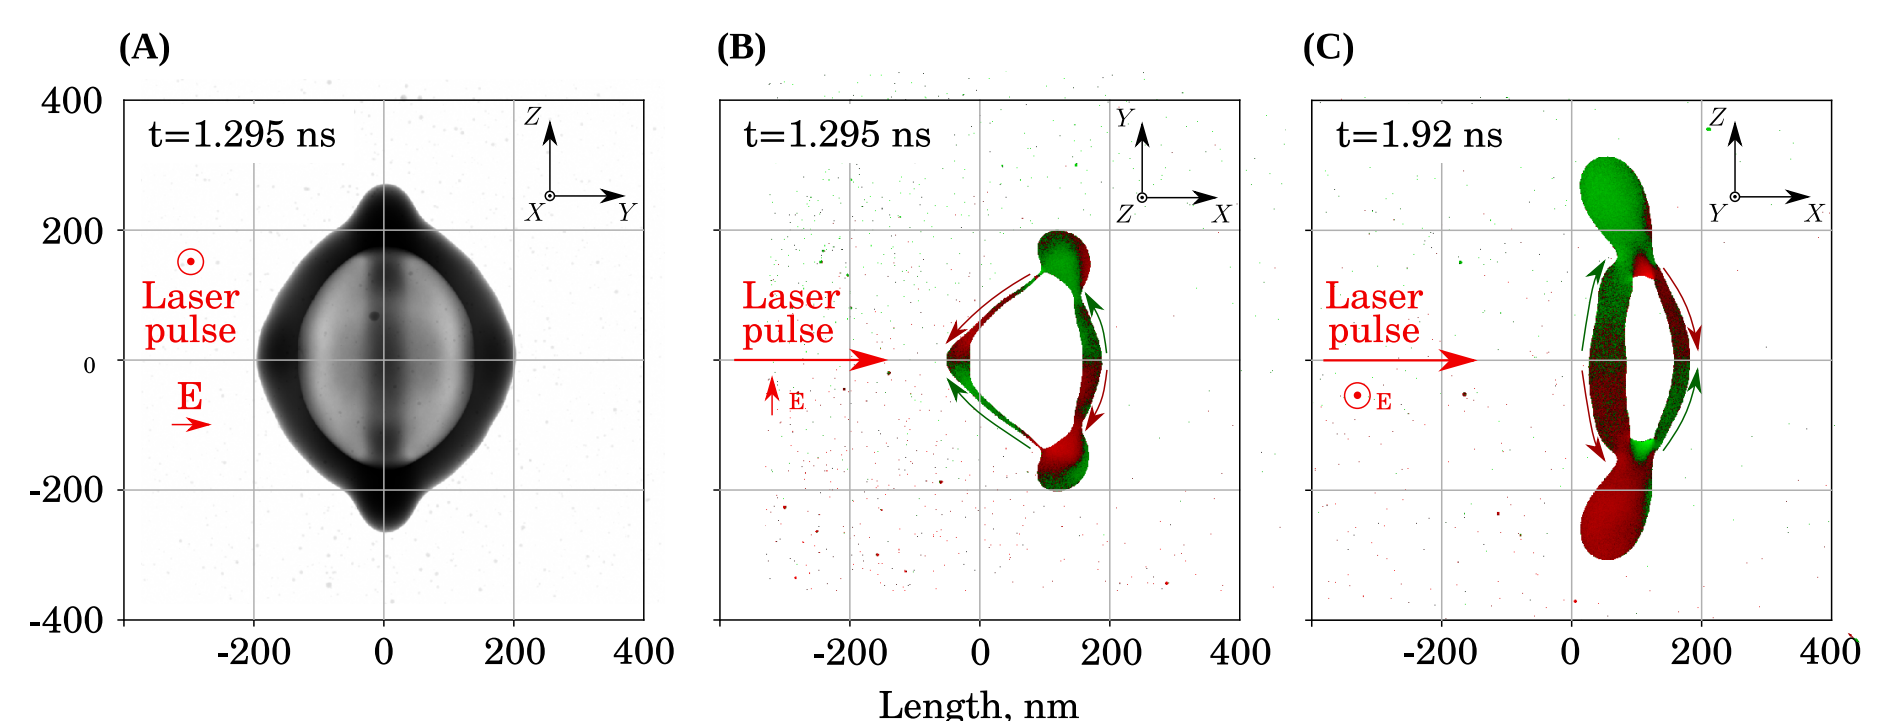 (A)
(B)
(C)
400
200
0
-200
-400
t=1.295 ns
Z
X
Y
Laser
pulse
E
-200
0
200
400
t=1.295 ns
Y
Z
X
Laser
pulse
E
-200
0
200
400
t=1.92 ns
Z
Y
X
Laser
pulse
E
-200
0
200
400
Length, nm